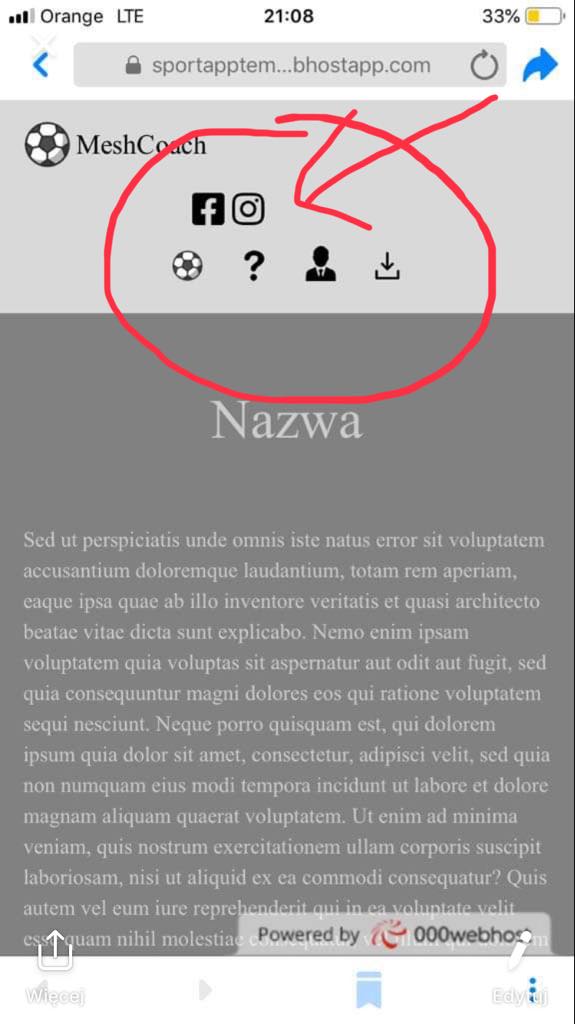 Orange LTE 21:08 33%
sportapptem...bhostapp.com
MeshCoach
?
Nazwa
Sed ut perspiciatis unde omnis iste natus error sit voluptatem
accusantium doloremque laudantium, totam rem aperiam,
eaque ipsa quae ab illo inventore veritatis et quasi architecto
beatae vitae dicta sunt explicabo. Nemo enim ipsam
voluptatem quia voluptas sit aspernatur aut odit aut fugit, sed
quia consequuntur magni dolores eos qui ratione voluptatem
sequi nesciunt. Neque porro quisquam est, qui dolorem
ipsum quia dolor sit amet, consectetur, adipisci velit, sed quia
non numquam eius modi tempora incidunt ut labore et dolore
magnam aliquam quaerat voluptatem. Ut enim ad minima
veniam, quis nostrum exercitationem ullam corporis suscipit
laboriosam, nisi ut aliquid ex ea commodi consequatur? Quis
autem vel eum iure reprehenderit qui in ea voluptate velit
esse quam nihil molestiae
Powered by 000webhost
Więcej
Edytuj